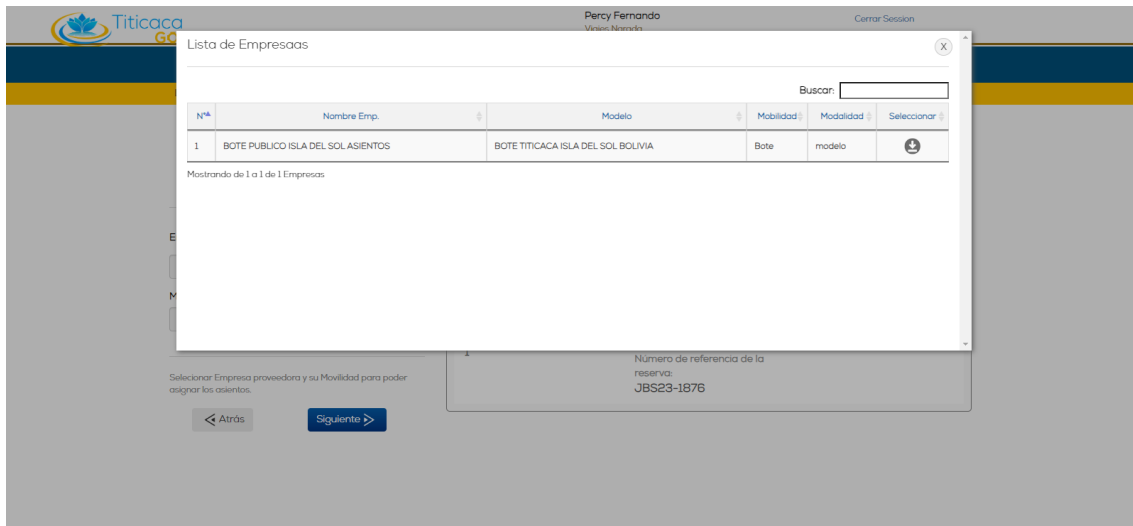 Titicaca
GO
Percy Fernando
Viajes Narada
Cerrar Session
Lista de Empresaas
X
Buscar:
N° Nombre Emp. Modelo Mobilidad Modalidad Seleccionar
1 BOTE PUBLICO ISLA DEL SOL ASIENTOS BOTE TITICACA ISLA DEL SOL BOLIVIA Bote modelo
Mostrando de 1 a 1 de 1 Empresas
E
M
1
Número de referencia de la
reserva:
JBS23-1876
Selecionar Empresa proveedora y su Movilidad para poder
asignar los asientos.
Atrás
Siguiente